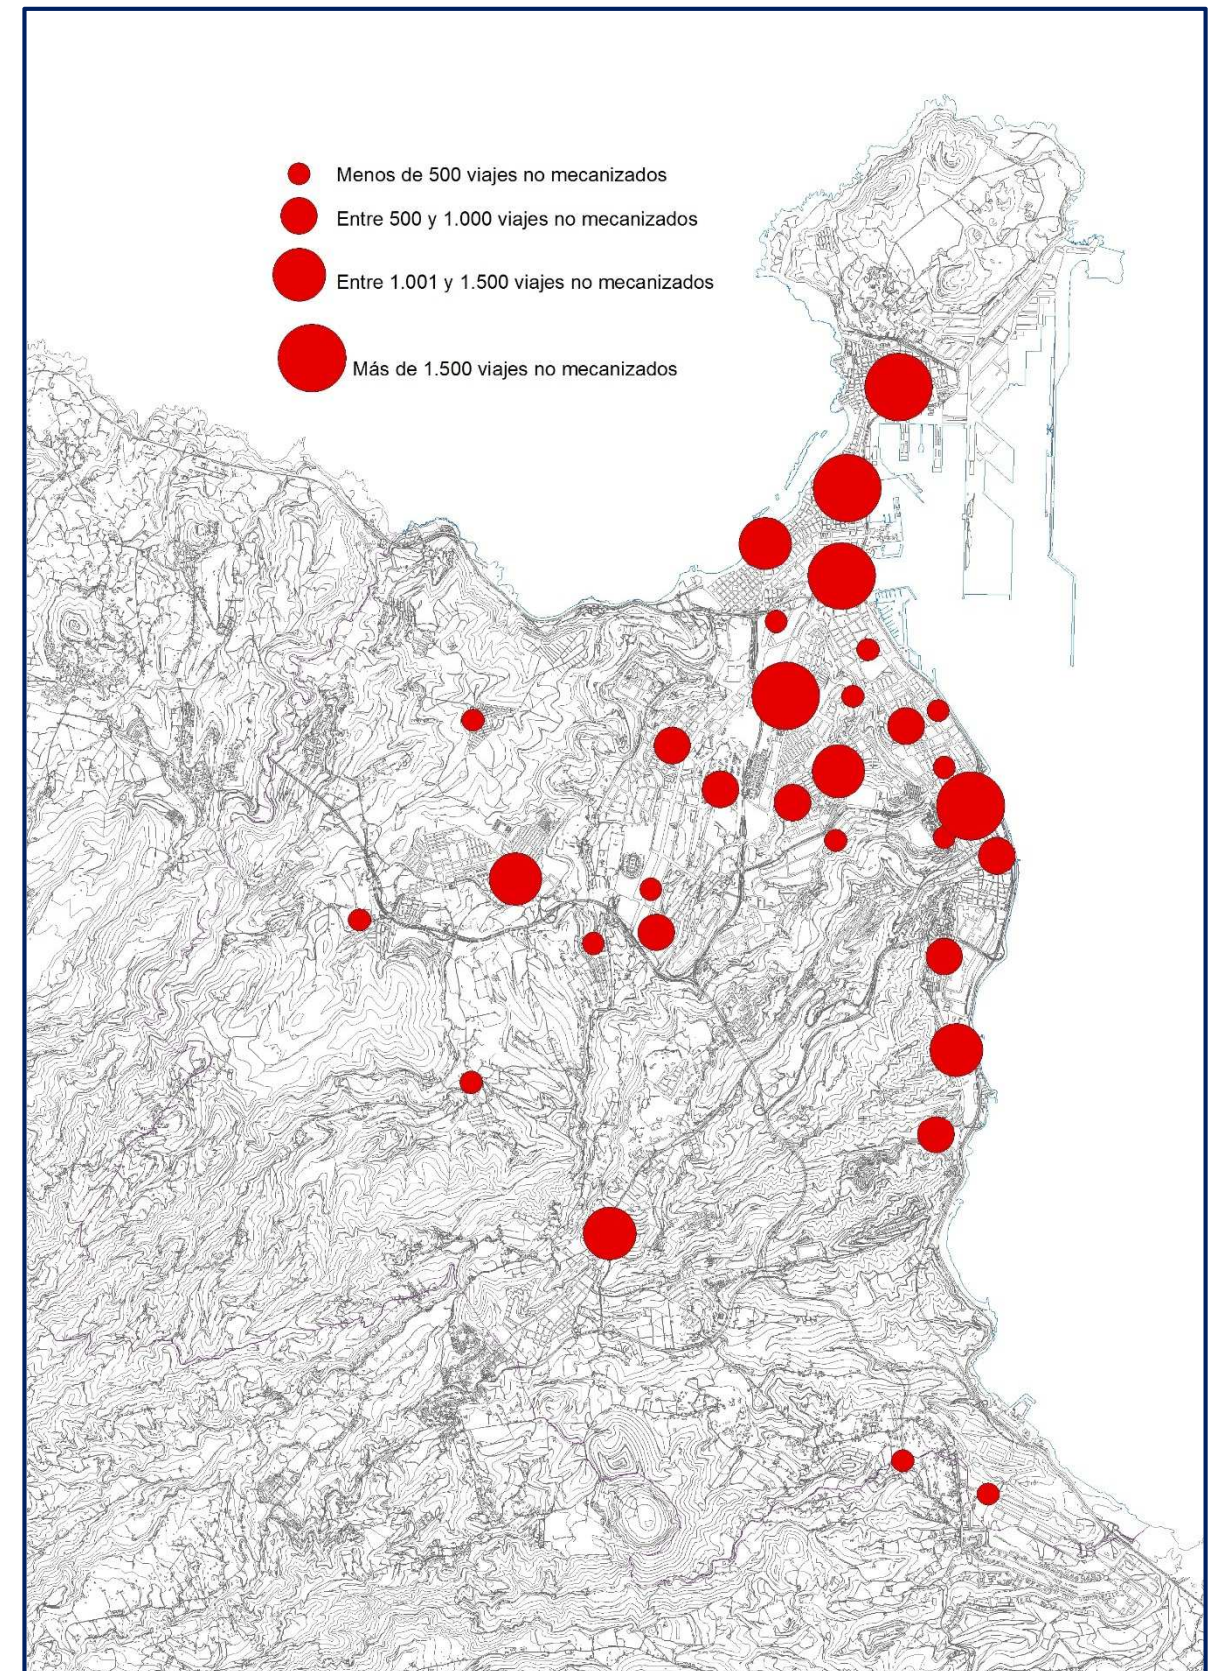 Menos de 500 viajes no mecanizados
Entre 500 y 1.000 viajes no mecanizados
Entre 1.001 y 1.500 viajes no mecanizados
Más de 1.500 viajes no mecanizados